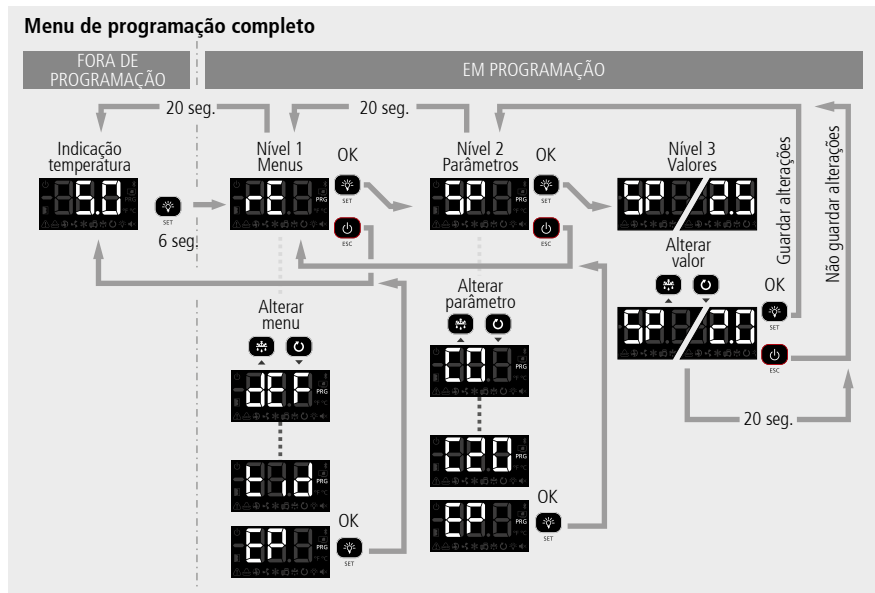 Menu de programação completo
FORA DE
PROGRAMAÇÃO
EM PROGRAMAÇÃO
20 seg.
20 seg.
Indicação
temperatura
Nível 1
Menus
OK
Nível 2
Parâmetros
OK
Nível 3
Valores
5.0
SET
6 seg.
rE
PRG
SET
ESC
SP
PRG
SET
ESC
SP
2.5
Guardar alterações
Não guardar alterações
Alterar
valor
SP
2.0
OK
SET
ESC
20 seg.
Alterar
menu
dEF
PRG
tid
PRG
EP
PRG
OK
SET
Alterar
parâmetro
C0
PRG
C20
PRG
EP
PRG
OK
SET